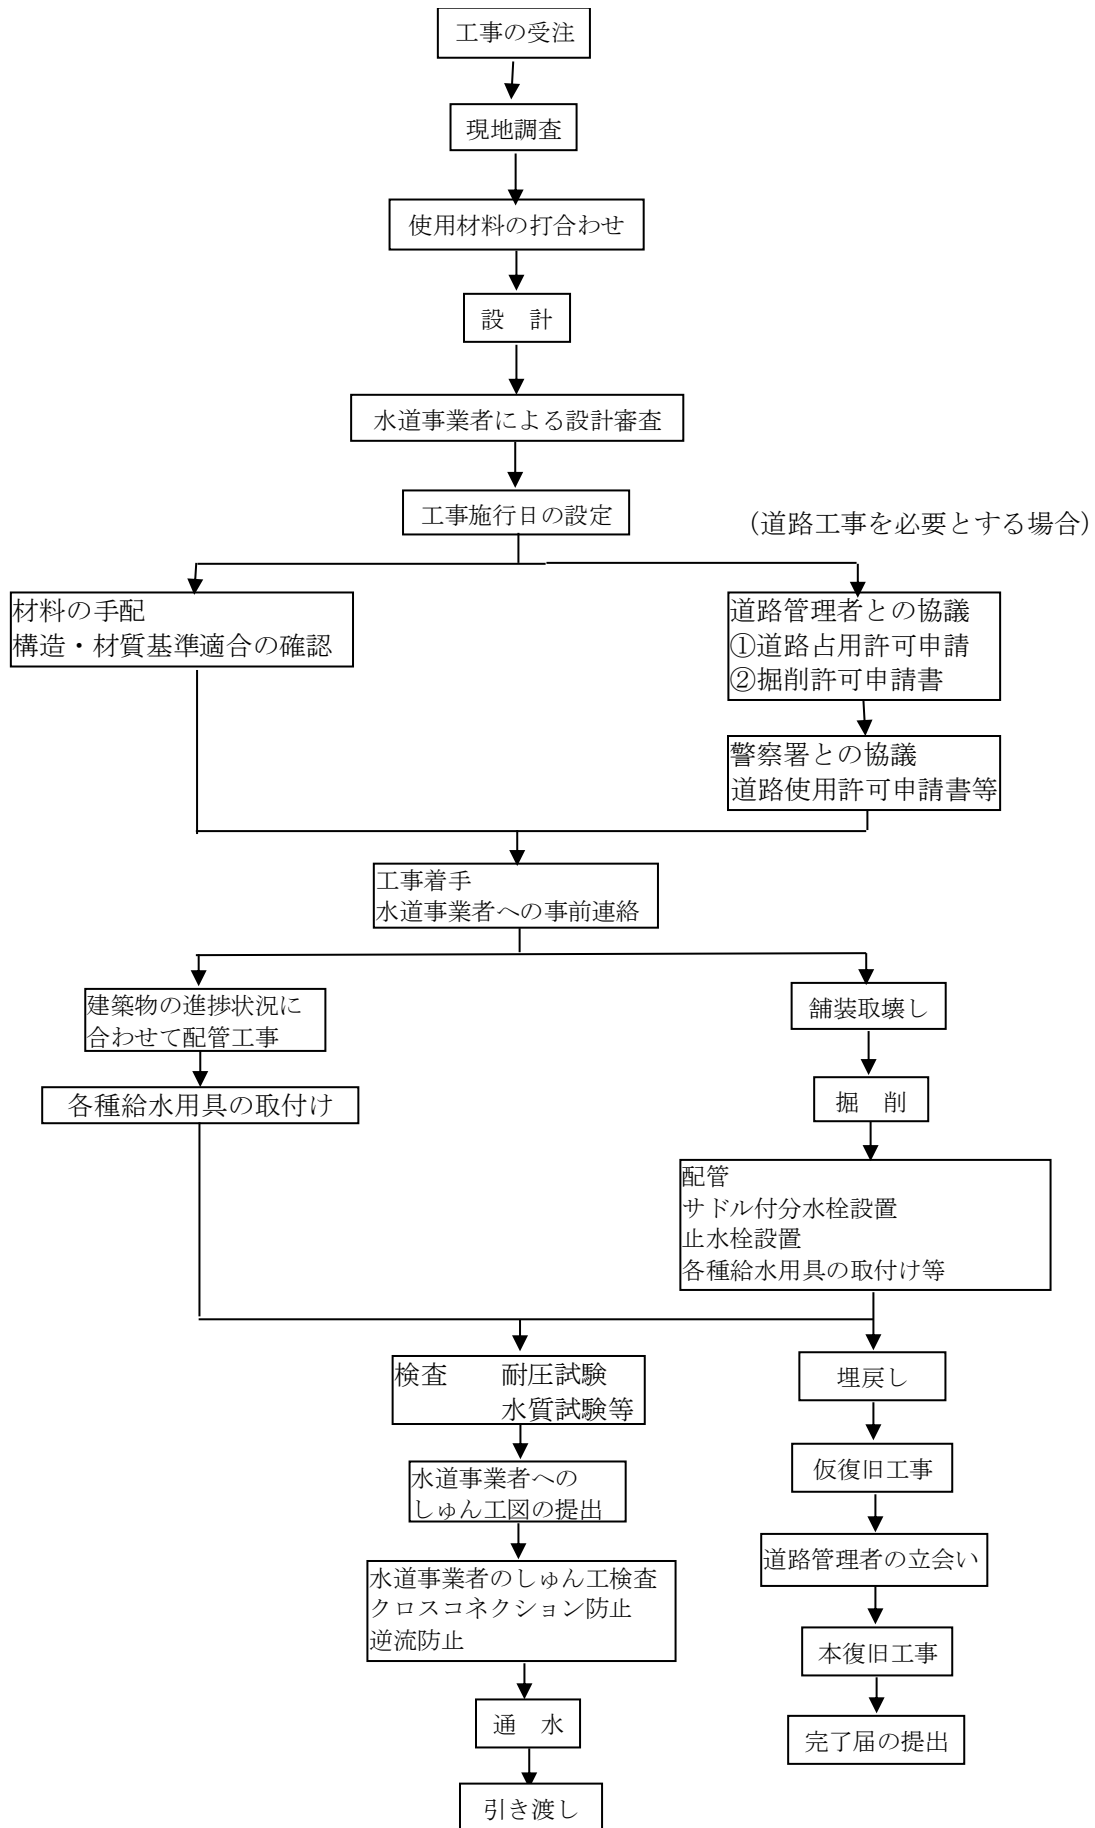 工事の受注
現地調査
使用材料の打合わせ
設　計
水道事業者による設計審査
工事施行日の設定
（道路工事を必要とする場合）
材料の手配
構造・材質基準適合の確認
道路管理者との協議
①道路占用許可申請
②掘削許可申請書
警察署との協議
道路使用許可申請書等
工事着手
水道事業者への事前連絡
建築物の進捗状況に
合わせて配管工事
各種給水用具の取付け
舗装取壊し
掘　削
配管
サドル付分水栓設置
止水栓設置
各種給水用具の取付け等
検査　　耐圧試験
水質試験等
水道事業者への
しゅん工図の提出
水道事業者のしゅん工検査
クロスコネクション防止
逆流防止
通　水
引き渡し
埋戻し
仮復旧工事
道路管理者の立会い
本復旧工事
完了届の提出